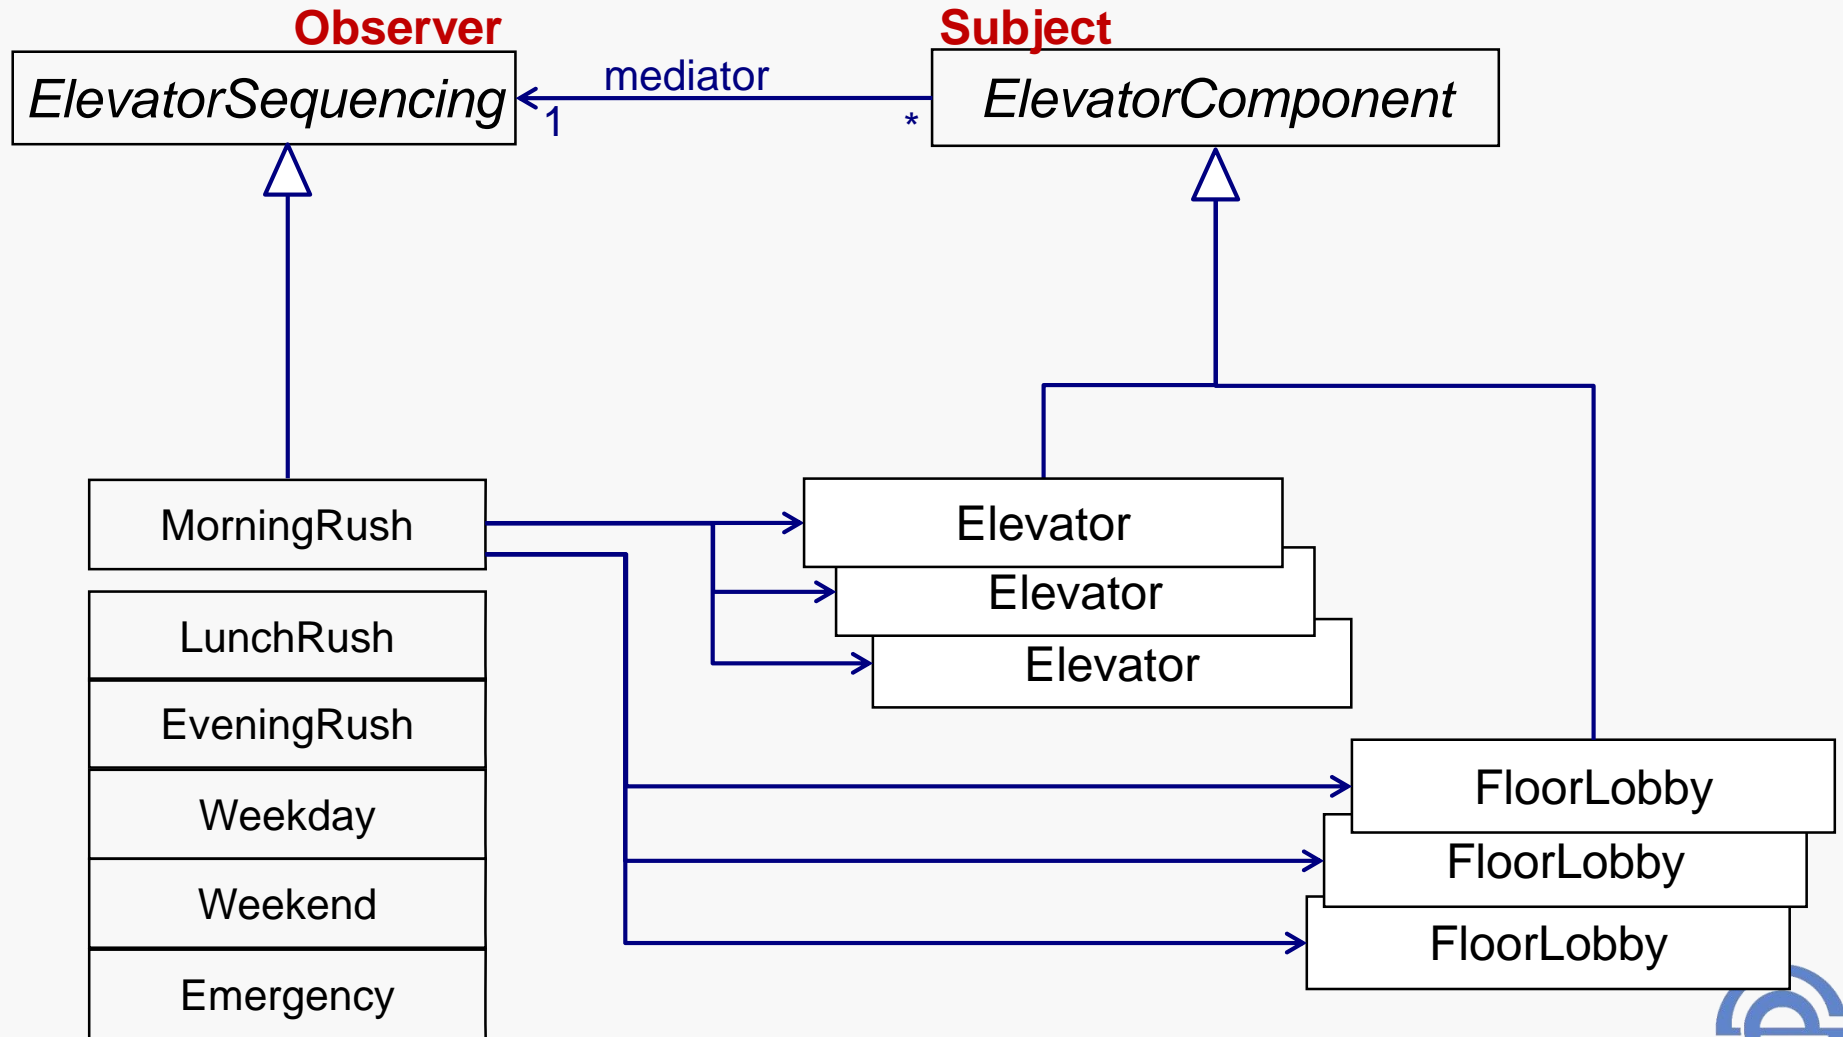 Observer
Subject
ElevatorSequencing
mediator
ElevatorComponent
1
*
MorningRush
Elevator
Elevator
LunchRush
Elevator
EveningRush
FloorLobby
Weekday
FloorLobby
Weekend
FloorLobby
Emergency